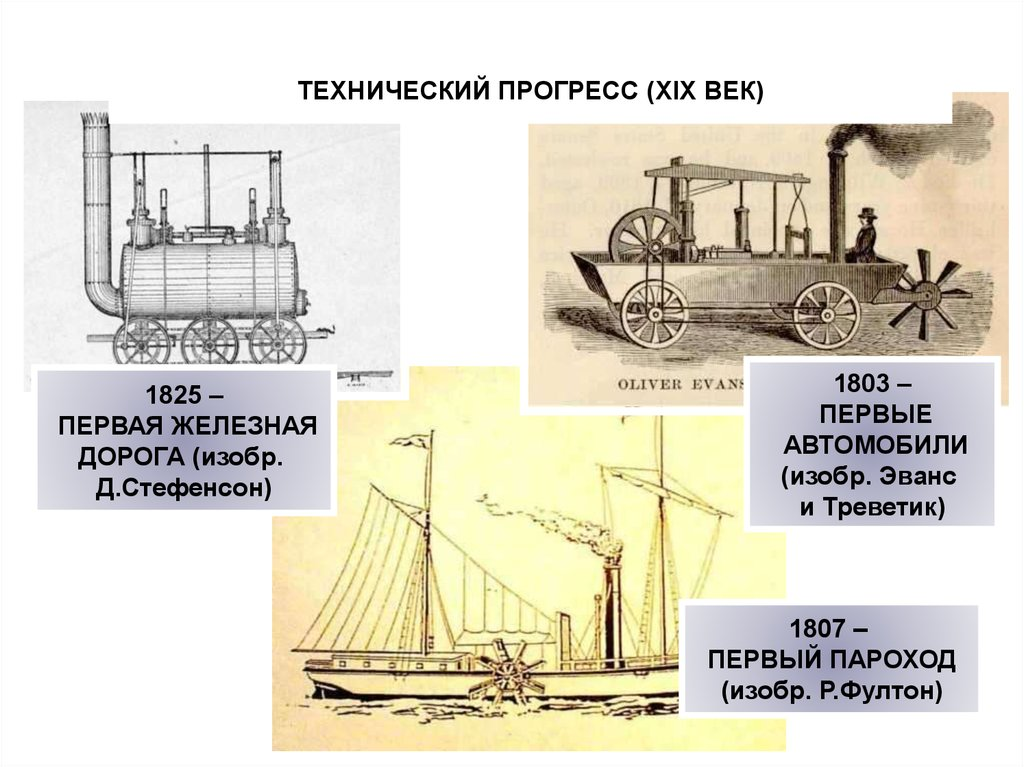 ТЕХНИЧЕСКИЙ ПРОГРЕСС (XIX ВЕК)
1825 –
ПЕРВАЯ ЖЕЛЕЗНАЯ
ДОРОГА (изобр.
Д.Стефенсон)
OLIVER EVANS
1803 –
ПЕРВЫЕ
АВТОМОБИЛИ
(изобр. Эванс
и Треветик)
1807 –
ПЕРВЫЙ ПАРОХОД
(изобр. Р.Фултон)